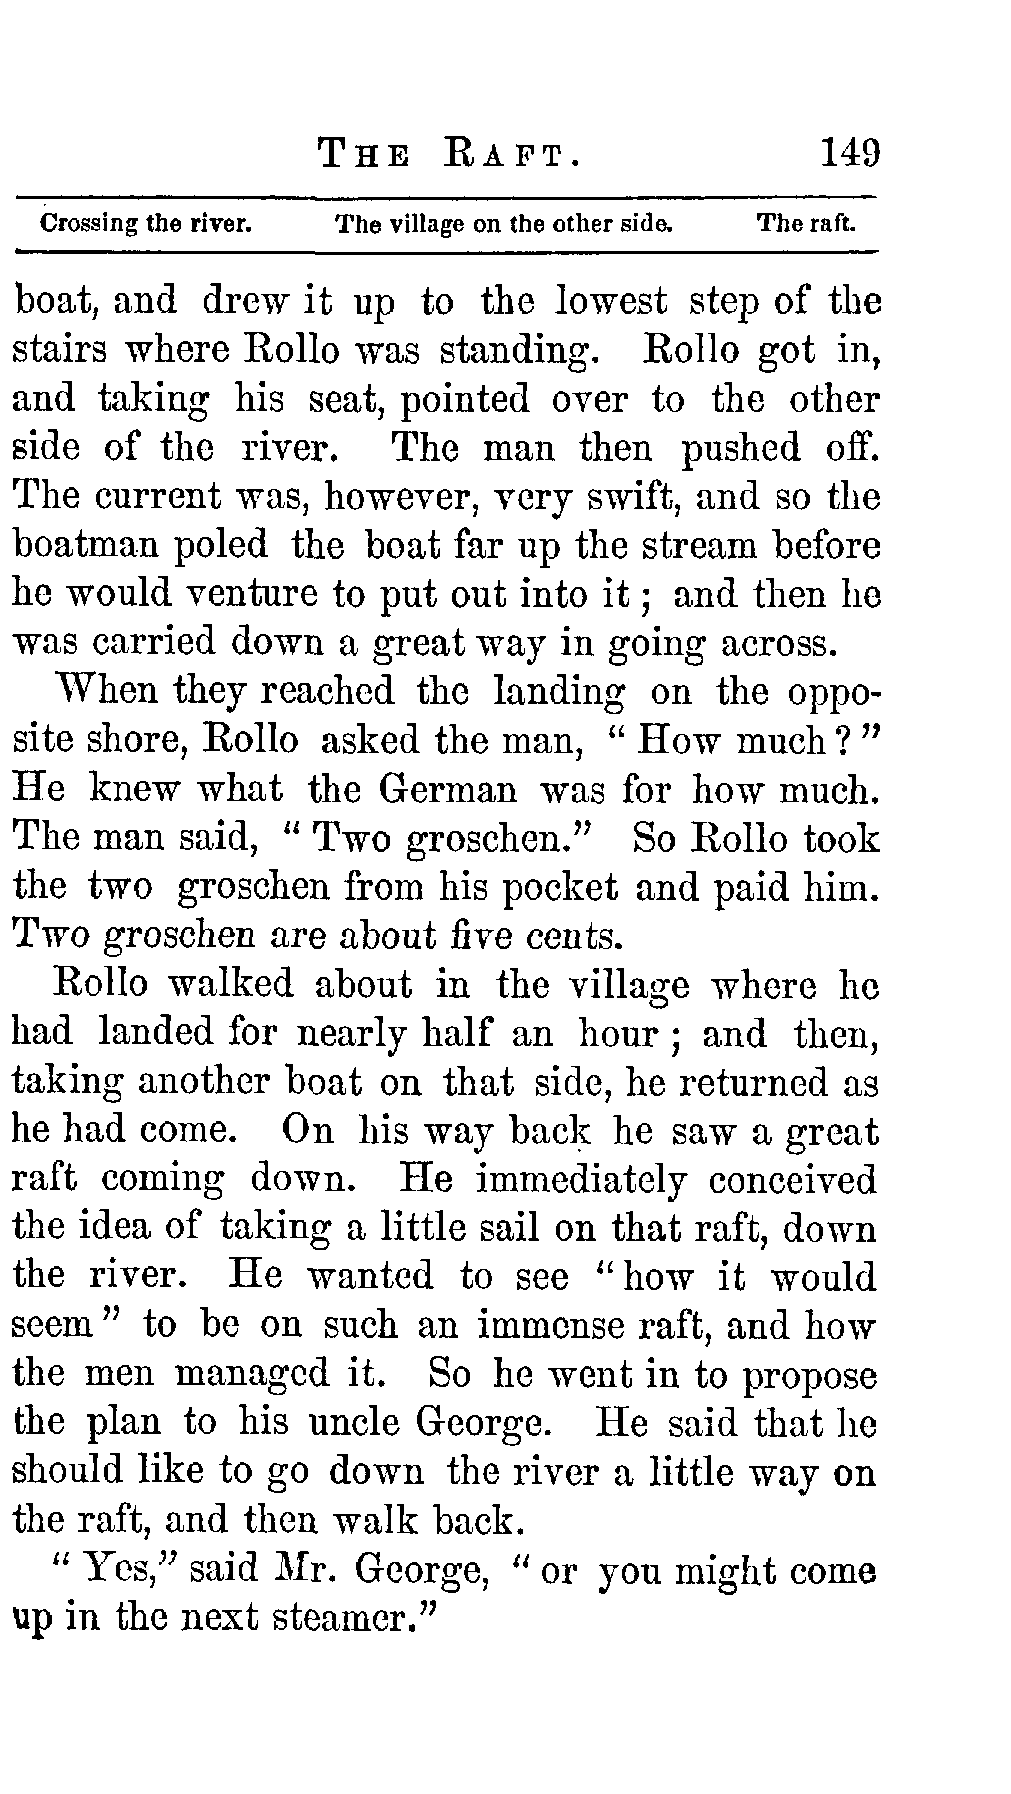 THE RAFT. 149
Crossing the river. The village on the other side. The raft.
boat, and drew it up to the lowest step of the
stairs where Rollo was standing. Rollo got in,
and taking his seat, pointed over to the other
side of the river. The man then pushed off.
The current was, however, very swift, and so the
boatman poled the boat far up the stream before
he would venture to put out into it; and then he
was carried down a great way in going across.
When they reached the landing on the oppo-
site shore, Rollo asked the man, "How much?"
He knew what the German was for how much.
The man said, "Two groschen." So Rollo took
the two groschen from his pocket and paid him.
Two groschen are about five cents.
Rollo walked about in the village where he
had landed for nearly half an hour; and then,
taking another boat on that side, he returned as
he had come. On his way back he saw a great
raft coming down. He immediately conceived
the idea of taking a little sail on that raft, down
the river. He wanted to see "how it would
seem" to be on such an immense raft, and how
the men managed it. So he went in to propose
the plan to his uncle George. He said that he
should like to go down the river a little way on
the raft, and then walk back.
"Yes," said Mr. George, "or you might come
up in the next steamer."